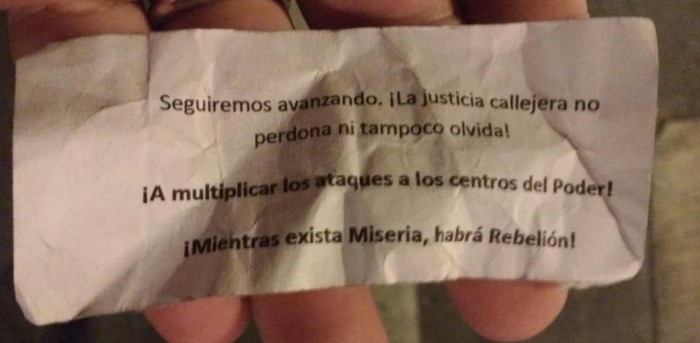 Seguiremos avanzando. ¡La justicia callejera no
perdona ni tampoco olvida!
¡A multiplicar los ataques a los centros del Poder!
¡Mientras exista Miseria, habrá Rebelión!